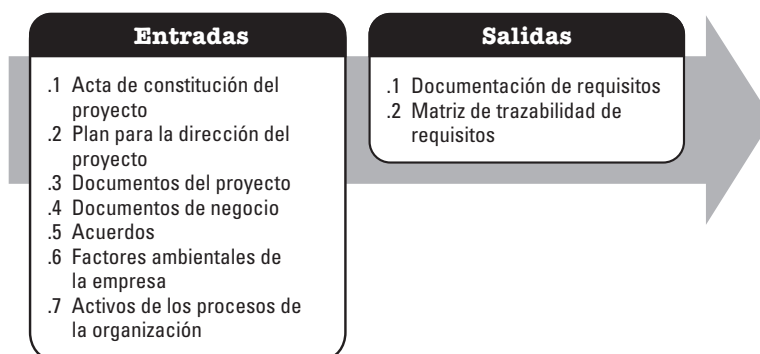 Entradas
.1 Acta de constitución del
proyecto
.2 Plan para la dirección del
proyecto
.3 Documentos del proyecto
.4 Documentos de negocio
.5 Acuerdos
.6 Factores ambientales de
la empresa
.7 Activos de los procesos de
la organización
Salidas
.1 Documentación de requisitos
.2 Matriz de trazabilidad de
requisitos